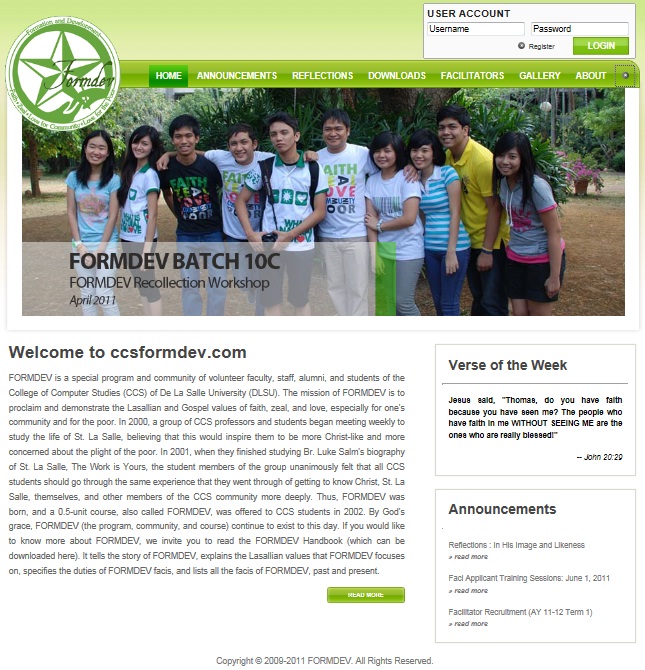 USER ACCOUNT
Username
Password
Register
LOGIN
Formation and Development
Formdev
HOME
ANNOUNCEMENTS
REFLECTIONS
DOWNLOADS
FACILITATORS
GALLERY
ABOUT
FORMDEV BATCH 10C
FORMDEV Recollection Workshop
April 2011
Welcome to ccsformdev.com
FORMDEV is a special program and community of volunteer faculty, staff, alumni, and students of the
College of Computer Studies (CCS) of De La Salle University (DLSU). The mission of FORMDEV is to
proclaim and demonstrate the Lasallian and Gospel values of faith, zeal, and love, especially for one's
community and for the poor. In 2000, a group of CCS professors and students began meeting weekly to
study the life of St. La Salle, believing that this would inspire them to be more Christ-like and more
concerned about the plight of the poor. In 2001, when they finished studying Br. Luke Salm's biography
of St. La Salle, The Work is Yours, the student members of the group unanimously felt that all CCS
students should go through the same experience that they went through of getting to know Christ, St. La
Salle, themselves, and other members of the CCS community more deeply. Thus, FORMDEV was
born, and a 0.5-unit course, also called FORMDEV, was offered to CCS students in 2002. By God's
grace, FORMDEV (the program, community, and course) continue to exist to this day. If you would like
to know more about FORMDEV, we invite you to read the FORMDEV Handbook (which can be
downloaded here). It tells the story of FORMDEV, explains the Lasallian values that FORMDEV focuses
on, specifies the duties of FORMDEV facis, and lists all the facis of FORMDEV, past and present.
READ MORE
Verse of the Week
Jesus said, "Thomas, do you have faith
because you have seen me? The people who
have faith in me WITHOUT SEEING ME are the
ones who are really blessed!"
-- John 20:29
Announcements
Reflections : In His Image and Likeness
» read more
Faci Applicant Training Sessions: June 1, 2011
» read more
Facilitator Recruitment (AY 11-12 Term 1)
» read more
Copyright © 2009-2011 FORMDEV. All Rights Reserved.